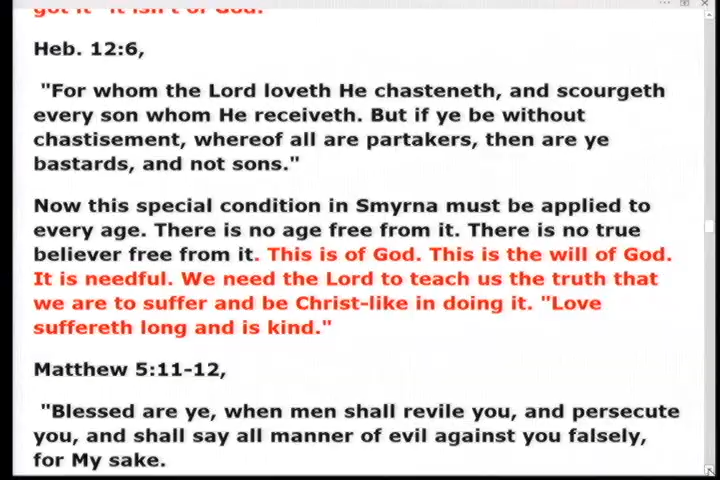 got it" it isn't of God.
Heb. 12:6,
"For whom the Lord loveth He chasteneth, and scourgeth
every son whom He receiveth. But if ye be without
chastisement, whereof all are partakers, then are ye
bastards, and not sons."
Now this special condition in Smyrna must be applied to
every age. There is no age free from it. There is no true
believer free from it. This is of God. This is the will of God.
It is needful. We need the Lord to teach us the truth that
we are to suffer and be Christ-like in doing it. "Love
suffereth long and is kind."
Matthew 5:11-12,
"Blessed are ye, when men shall revile you, and persecute
you, and shall say all manner of evil against you falsely,
for My sake.